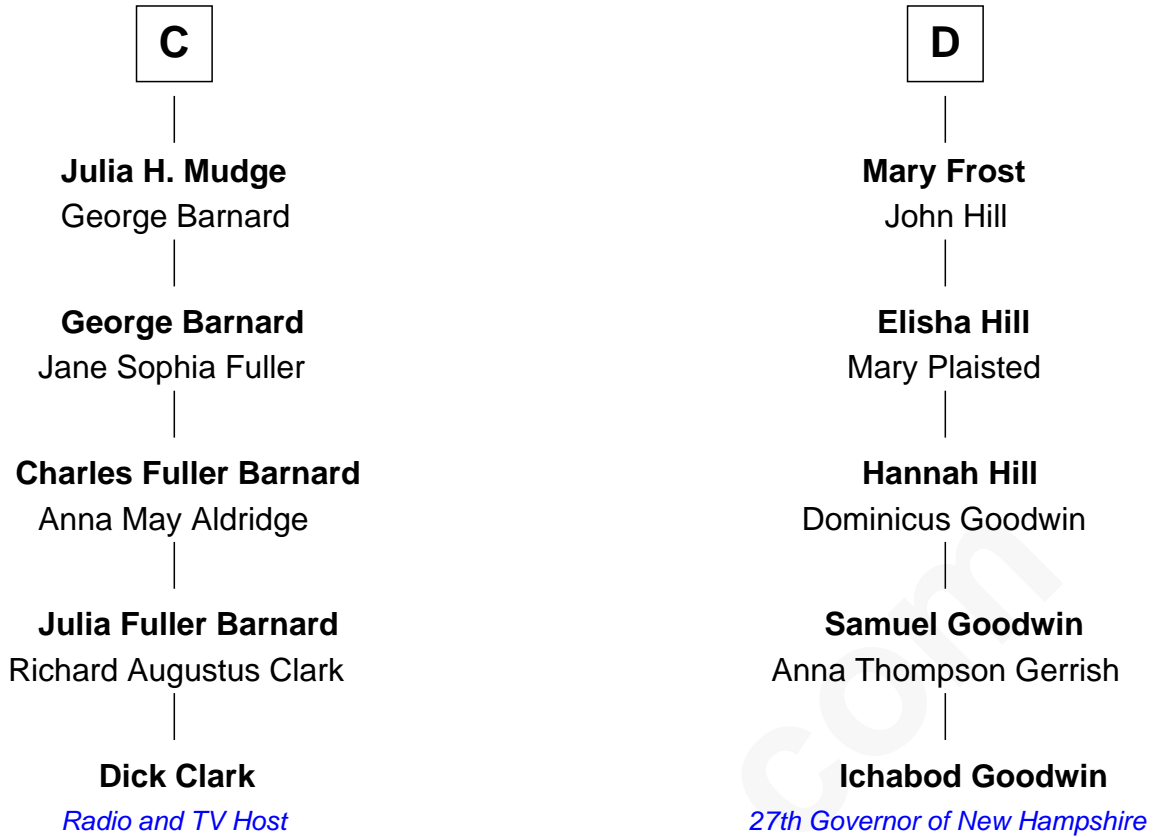 C
Julia H. Mudge
George Barnard
George Barnard
Jane Sophia Fuller
Charles Fuller Barnard
Anna May Aldridge
Julia Fuller Barnard
Richard Augustus Clark
Dick Clark
Radio and TV Host
D
Mary Frost
John Hill
Elisha Hill
Mary Plaisted
Hannah Hill
Dominicus Goodwin
Samuel Goodwin
Anna Thompson Gerrish
Ichabod Goodwin
27th Governor of New Hampshire
com